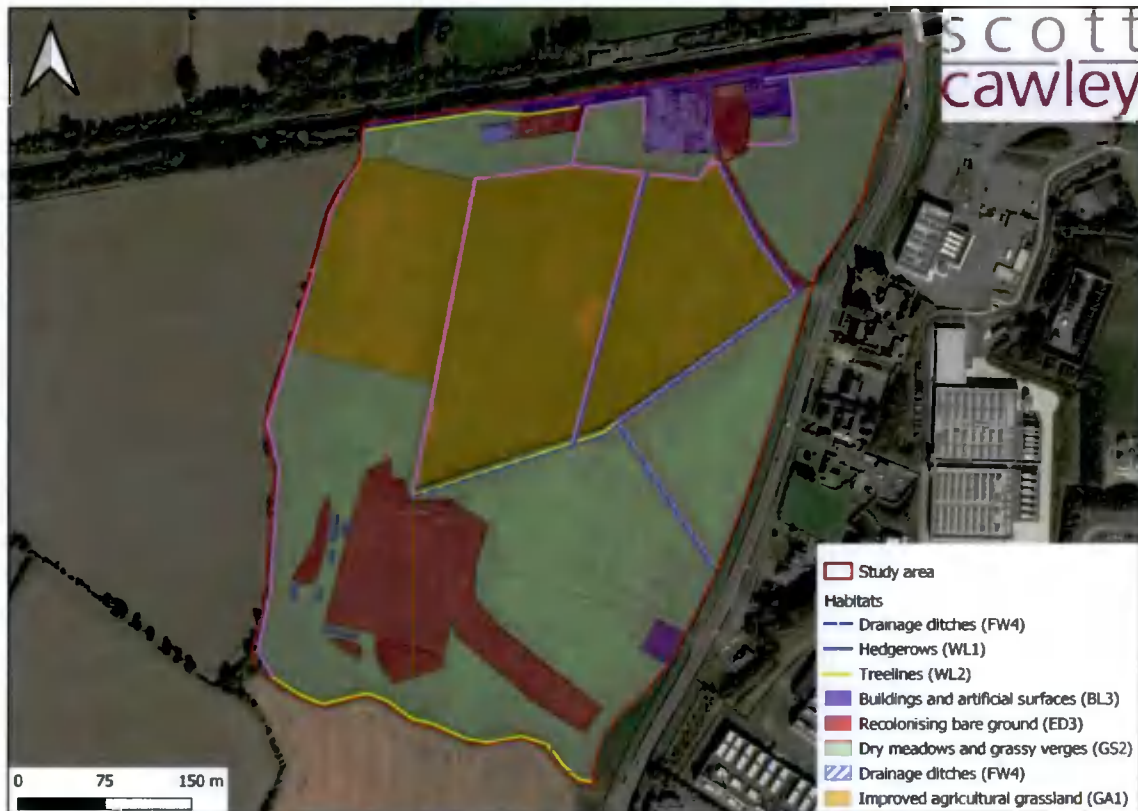 scott
cawley
Study area
Habitats
Drainage ditches (FW4)
Hedgerows (WL1)
Treelines (WL2)
Buildings and artificial surfaces (BL3)
Recolonising bare ground (ED3)
Dry meadows and grassy verges (GS2)
Drainage ditches (FW4)
Improved agricultural grassland (GA1)
0 75 150 m